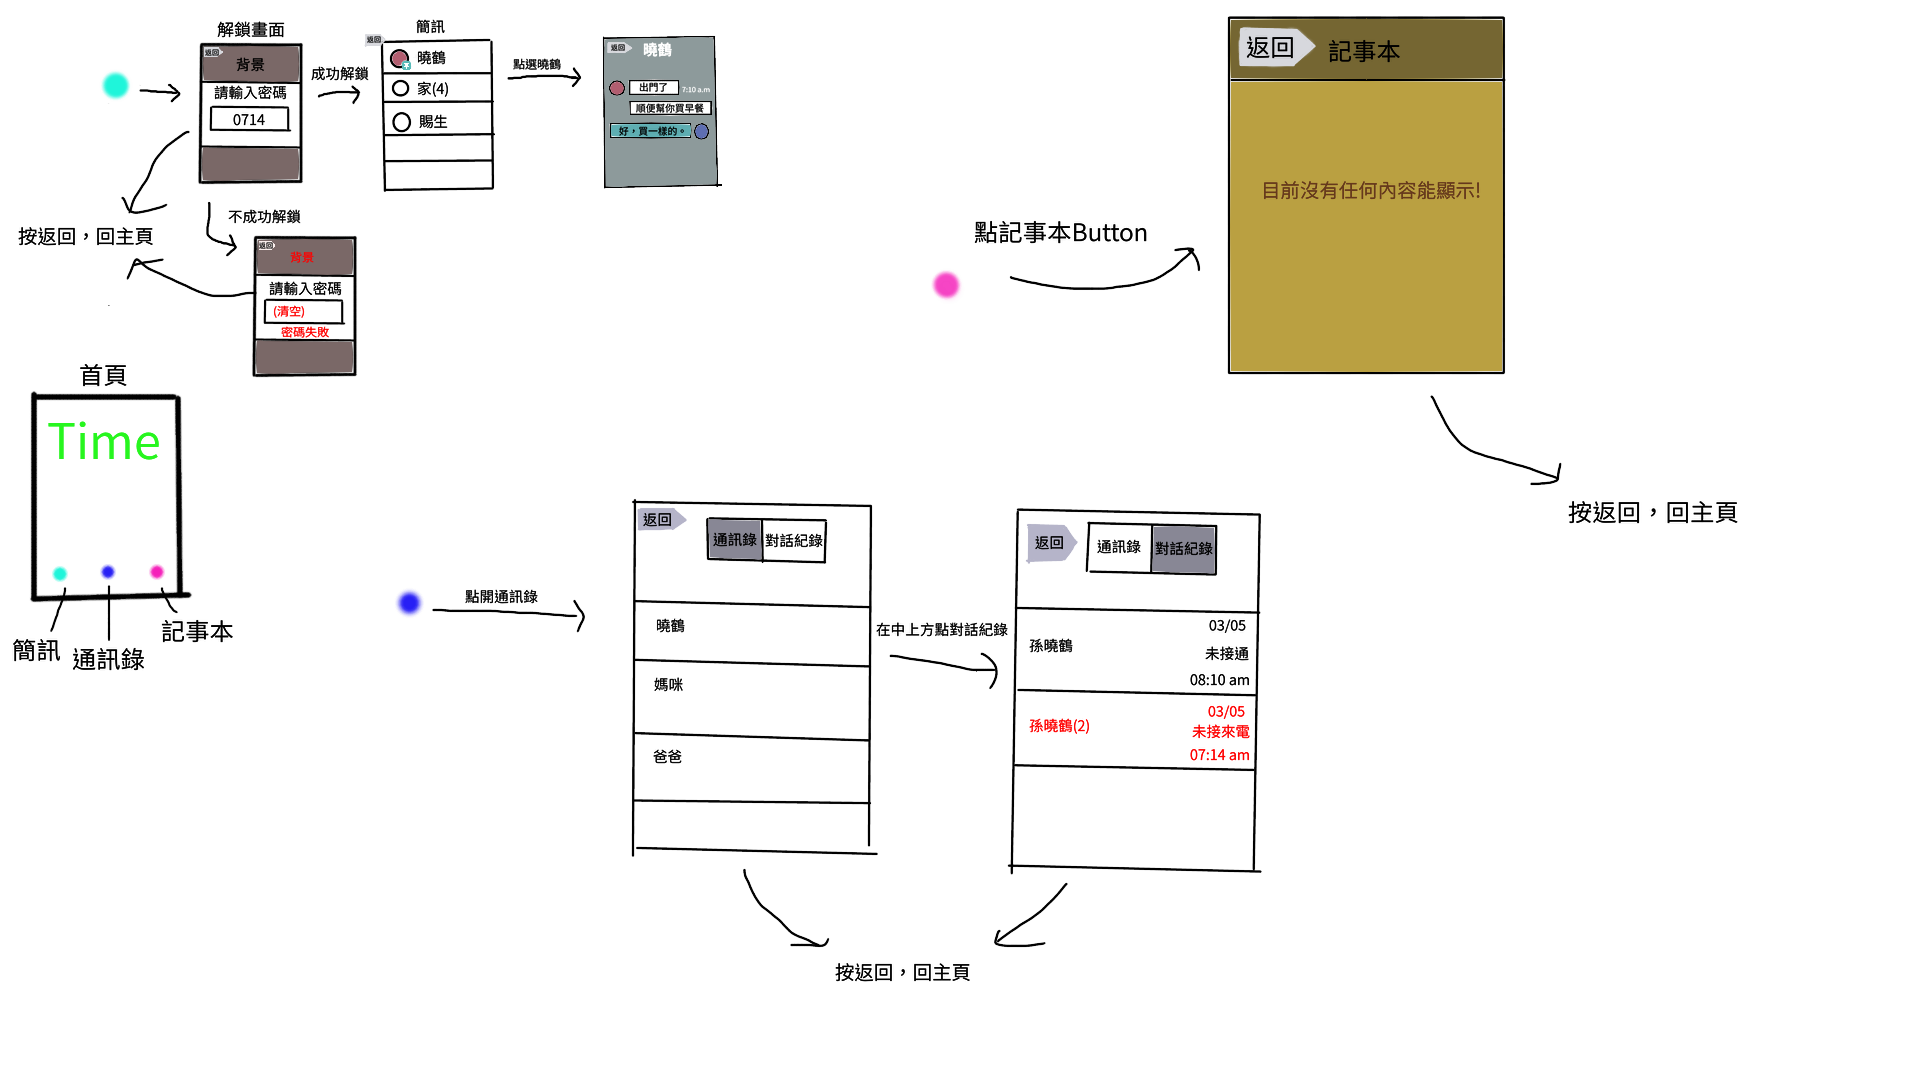 解鎖畫面
返回
背景
請輸入密碼
0714
成功解鎖
簡訊
返回
曉鶴
家(4)
賜生
點選曉鶴
返回
曉鶴
出門了
7:10 a.m
順便幫你買早餐
好，買一樣的。
按返回，回主頁
不成功解鎖
返回
背景
請輸入密碼
(清空)
密碼失敗
首頁
Time
簡訊
通訊錄
記事本
點記事本Button
返回
記事本
目前沒有任何內容能顯示!
按返回，回主頁
點開通訊錄
返回
通訊錄
對話紀錄
曉鶴
媽咪
爸爸
在中上方點對話紀錄
返回
通訊錄
對話紀錄
孫曉鶴
03/05
未接通
08:10 am
孫曉鶴(2)
03/05
未接來電
07:14 am
按返回，回主頁